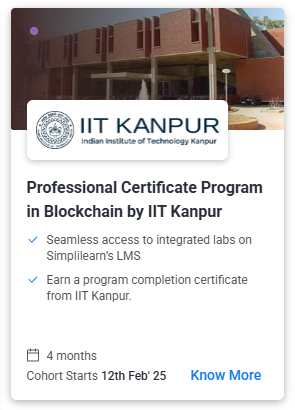 IIT KANPUR
Indian Institute of Technology Kanpur
Professional Certificate Program
in Blockchain by IIT Kanpur
Seamless access to integrated labs on
Simplilearn’s LMS
Earn a program completion certificate
from IIT Kanpur.
4 months
Cohort Starts 12th Feb' 25
Know More